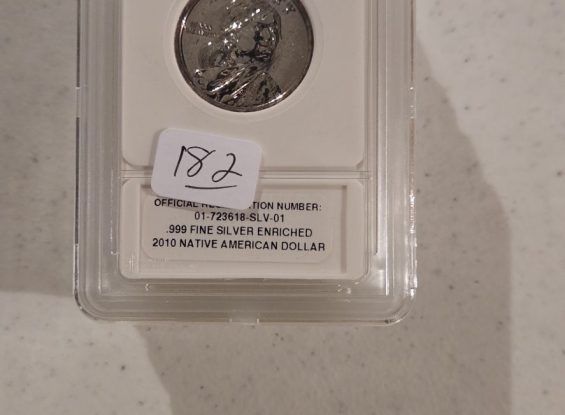 182
OFFICIAL NUMBER:
01-723618-SLV-01
.999 FINE SILVER ENRICHED
2010 NATIVE AMERICAN DOLLAR